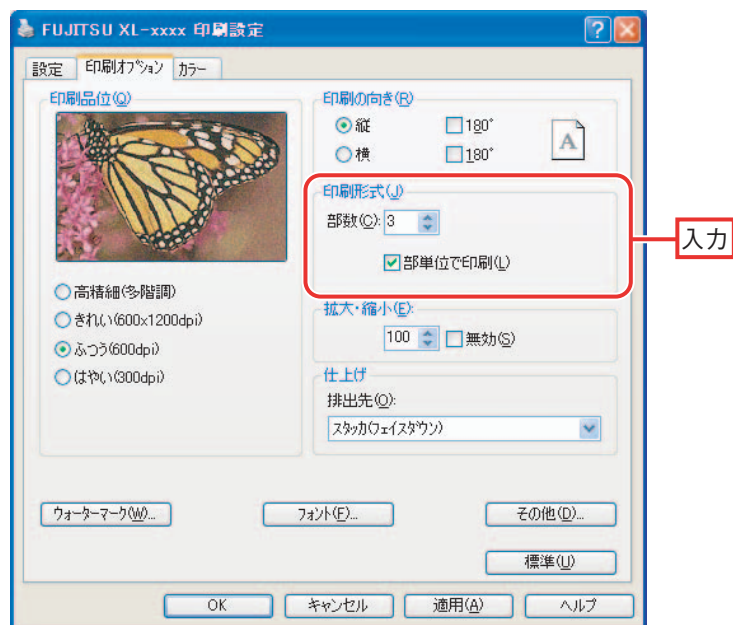 FUJITSU XL-xxxx 印刷設定
設定 印刷オプション カラー
印刷品位(Q)
高精細(多階調)
きれい(600x1200dpi)
ふつう(600dpi)
はやい(300dpi)
印刷の向き(R)
縦 180°
横 180°
A
印刷形式(J)
部数(C): 3
部単位で印刷(L)
入力
拡大・縮小(E):
100 無効(S)
仕上げ
排出先(O):
スタッカ(フェイスダウン)
ウォーターマーク(W)... フォント(F)... その他(D)...
標準(U)
OK キャンセル 適用(A) ヘルプ